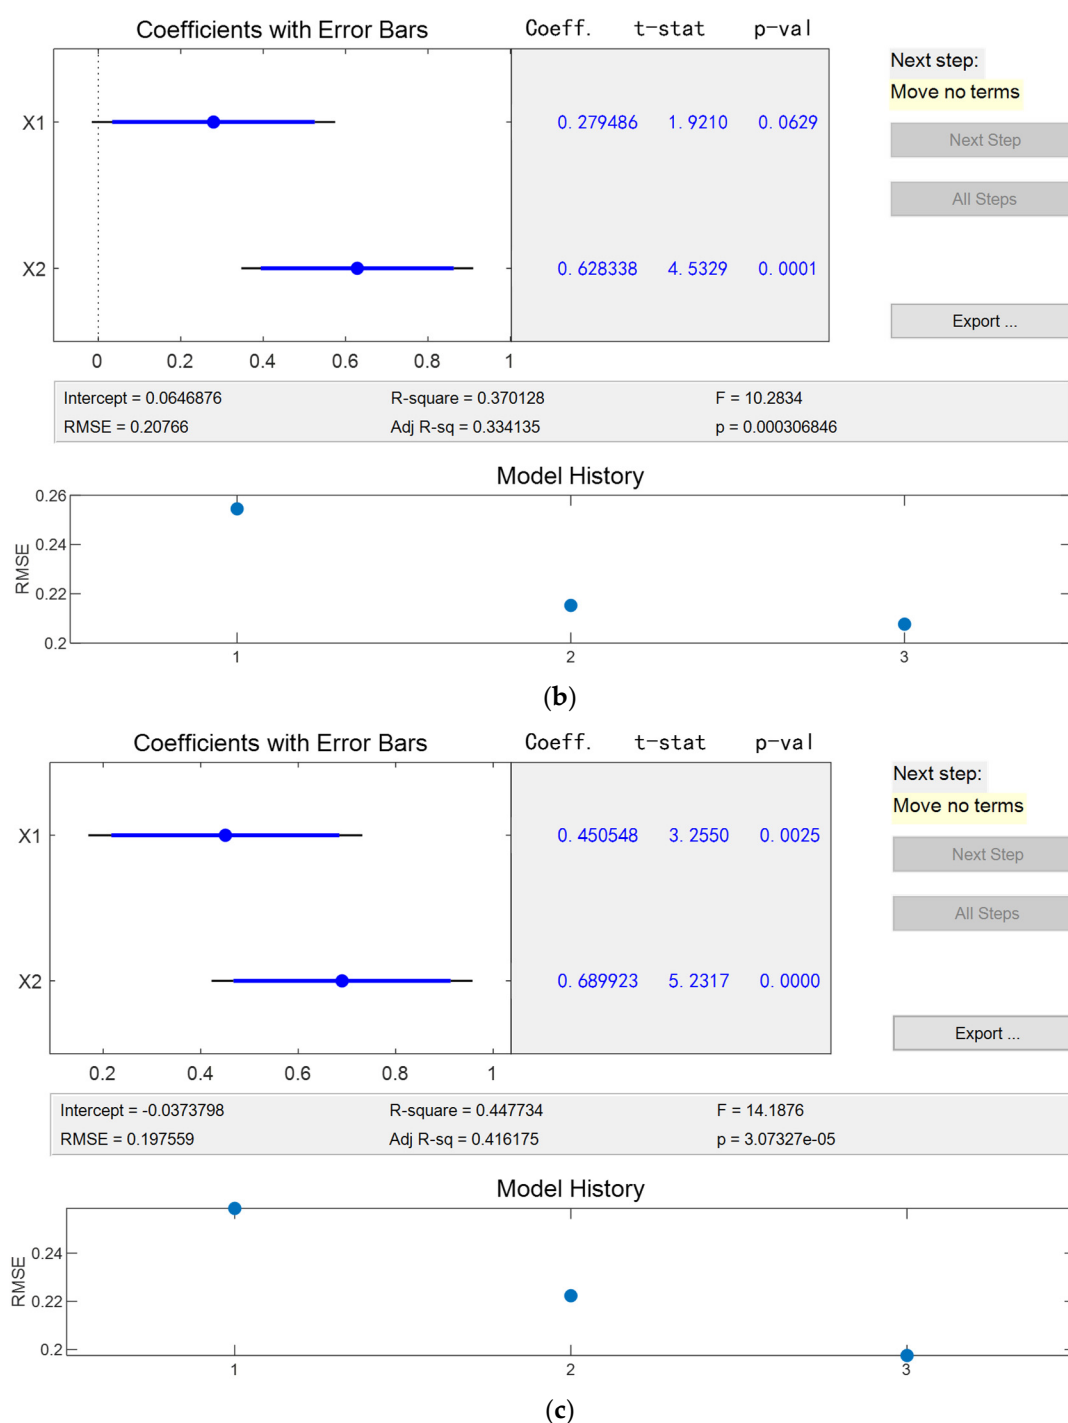 Coefficients with Error Bars Coeff. t-stat p-val
Next step:
Move no terms
X1 0.279486 1.9210 0.0629
Next Step
All Steps
X2 0.628338 4.5329 0.0001
Export ...
0 0.2 0.4 0.6 0.8 1
Intercept = 0.0646876 R-square = 0.370128 F = 10.2834
RMSE = 0.20766 Adj R-sq = 0.334135 p = 0.000306846
Model History
0.26
0.24
0.22
0.2
RMSE
1 2 3
(b)
Coefficients with Error Bars Coeff. t-stat p-val
Next step:
Move no terms
X1 0.450548 3.2550 0.0025
Next Step
All Steps
X2 0.689923 5.2317 0.0000
Export ...
0.2 0.4 0.6 0.8 1
Intercept = -0.0373798 R-square = 0.447734 F = 14.1876
RMSE = 0.197559 Adj R-sq = 0.416175 p = 3.07327e-05
Model History
0.24
0.22
0.2
RMSE
1 2 3
(c)